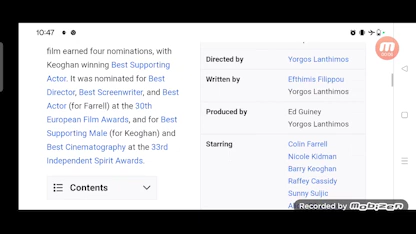 10:47
film earned four nominations, with
Keoghan winning Best Supporting
Actor. It was nominated for Best
Director, Best Screenwriter, and Best
Actor (for Farrell) at the 30th
European Film Awards, and for Best
Supporting Male (for Keoghan) and
Best Cinematography at the 33rd
Independent Spirit Awards.
Contents
Directed by Yorgos Lanthimos
Written by Efthimis Filippou
Yorgos Lanthimos
Produced by Ed Guiney
Yorgos Lanthimos
Starring Colin Farrell
Nicole Kidman
Barry Keoghan
Raffey Cassidy
Sunny Suljic
Recorded by MOBIZEN